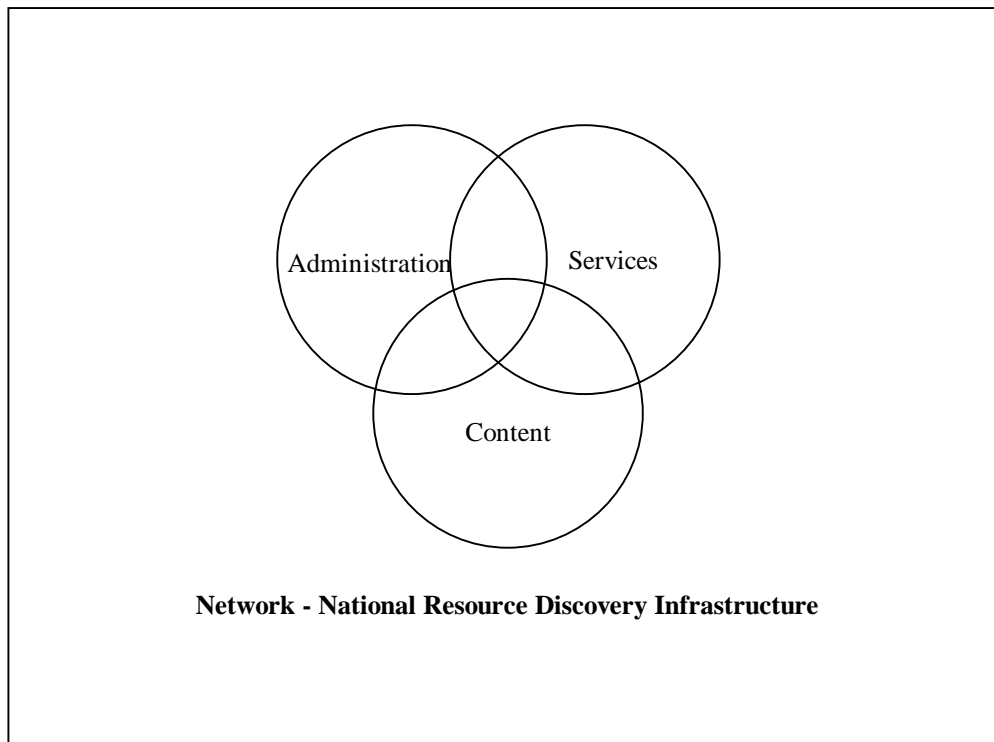 Administration
Services
Content
Network - National Resource Discovery Infrastructure